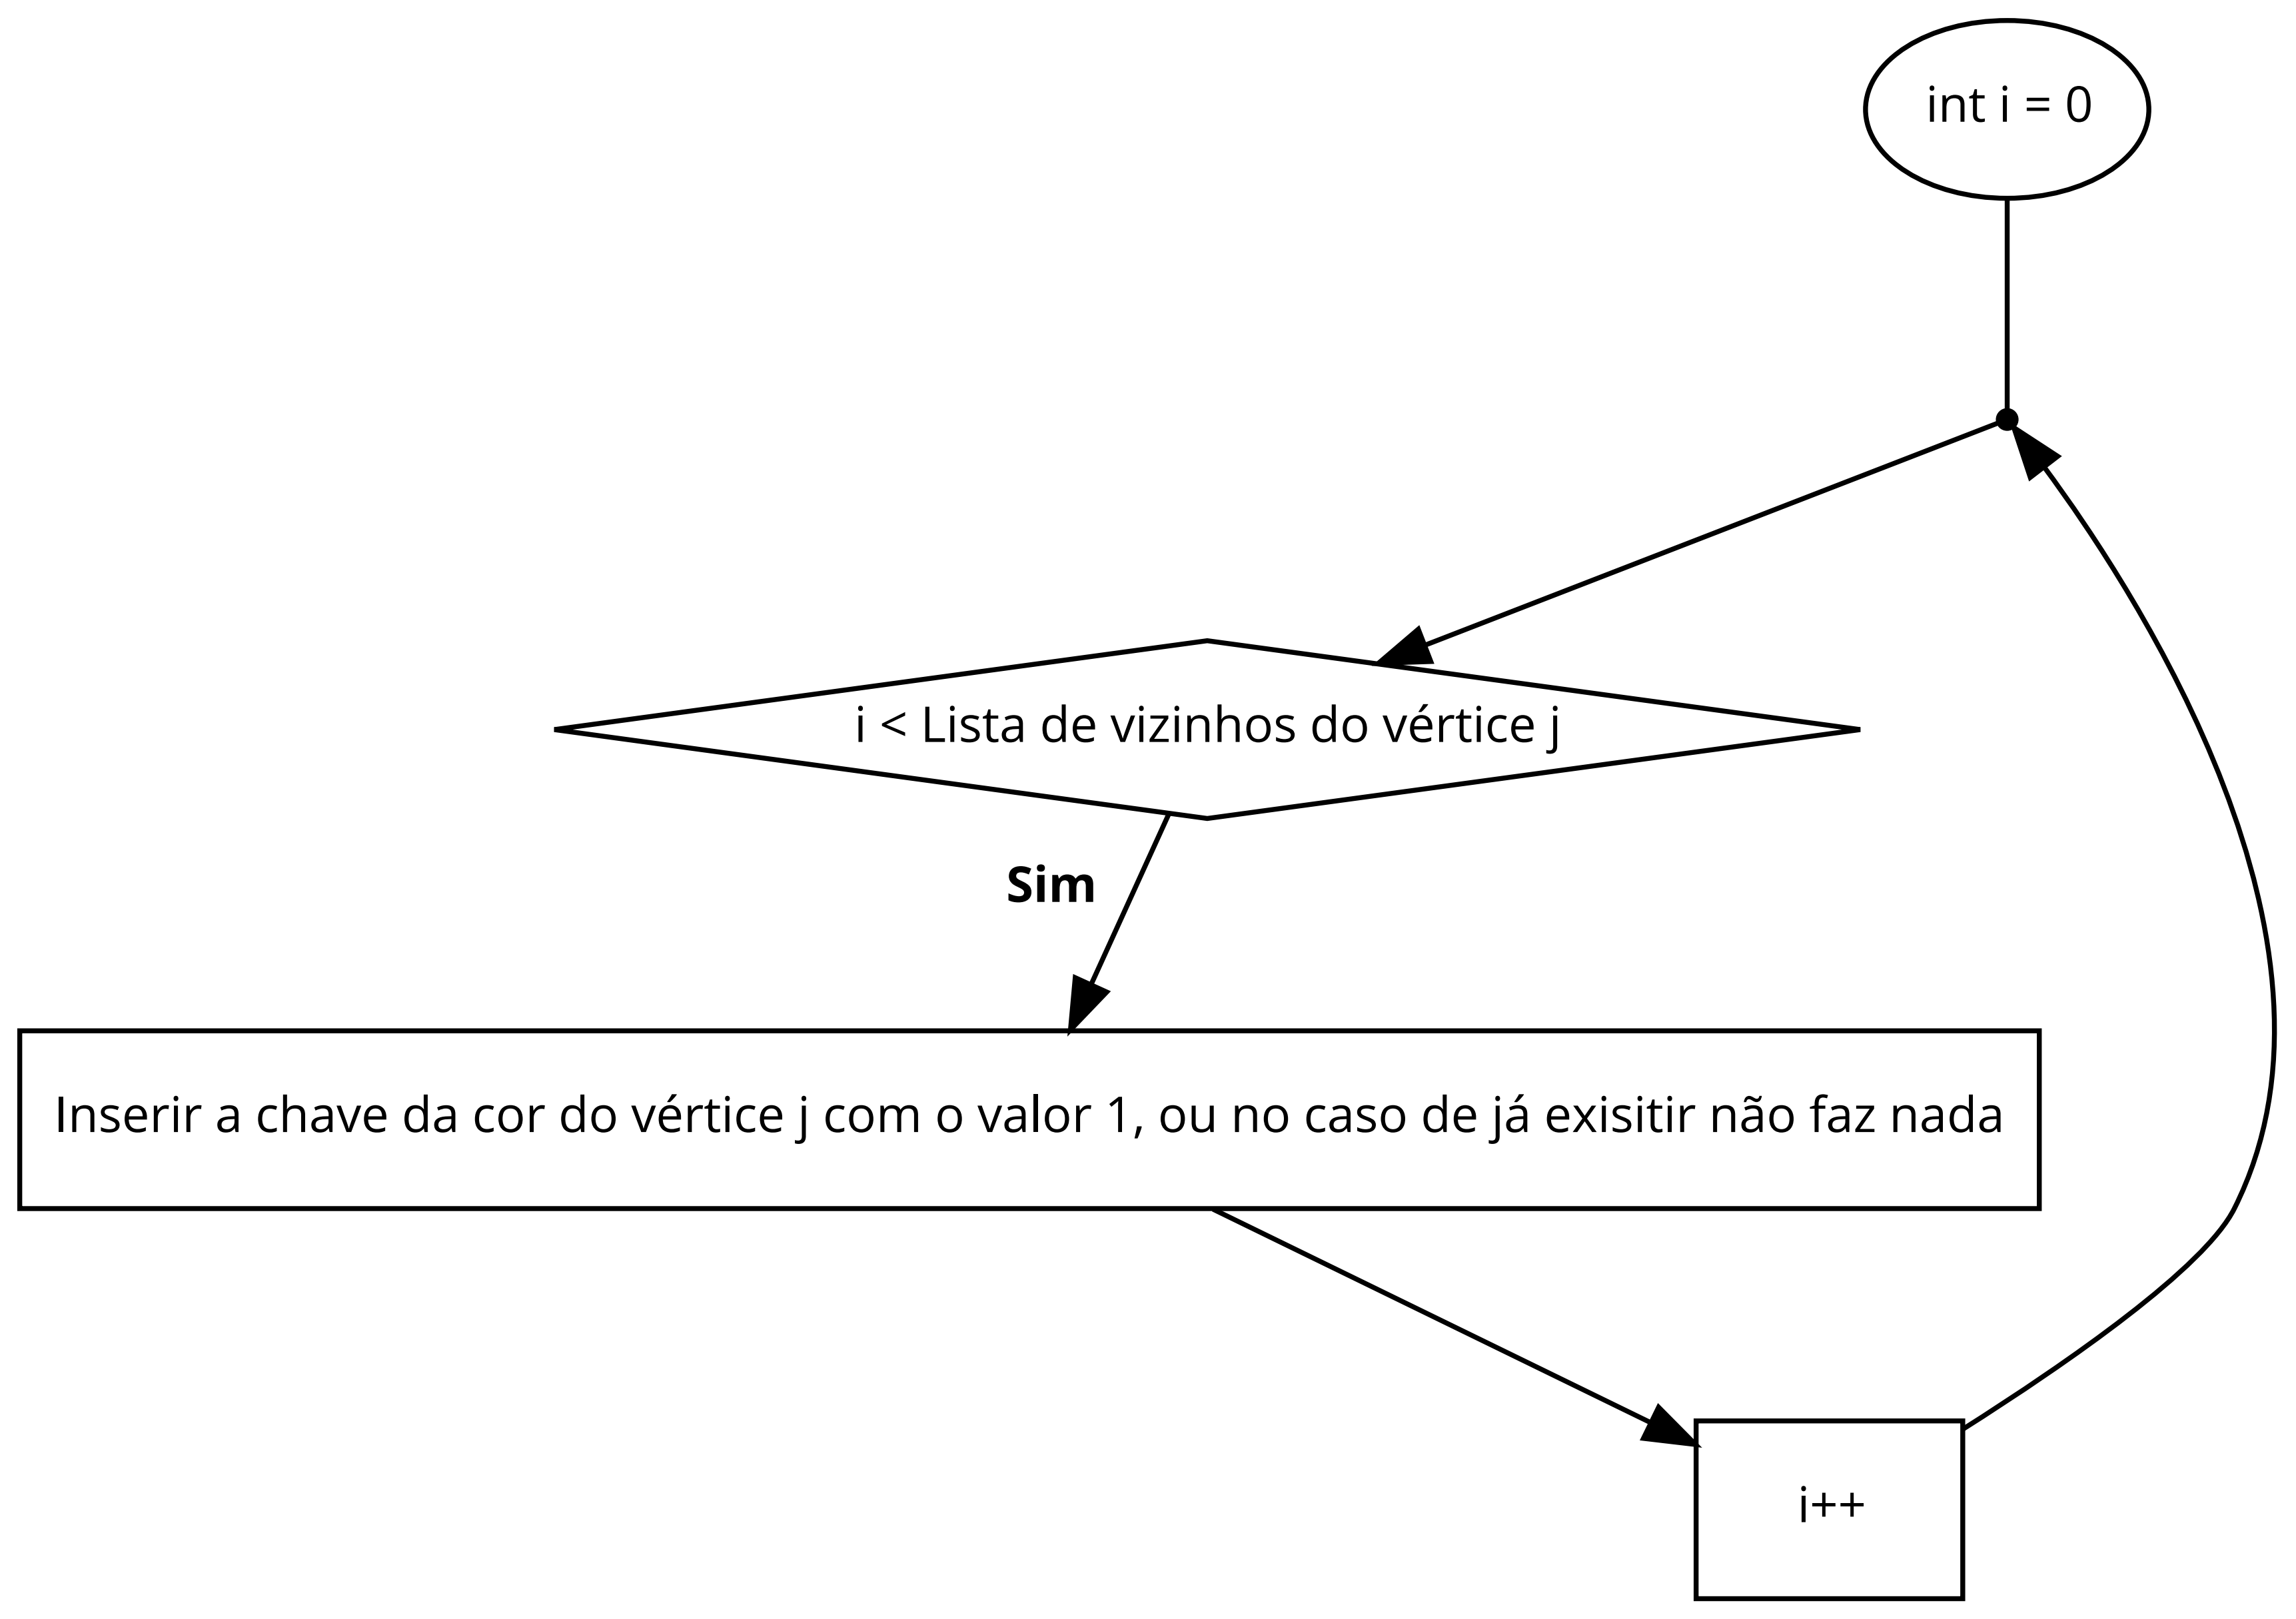 int i = 0
i < Lista de vizinhos do vértice j
Sim
Inserir a chave da cor do vértice j com o valor 1, ou no caso de já exisitir não faz nada
i++